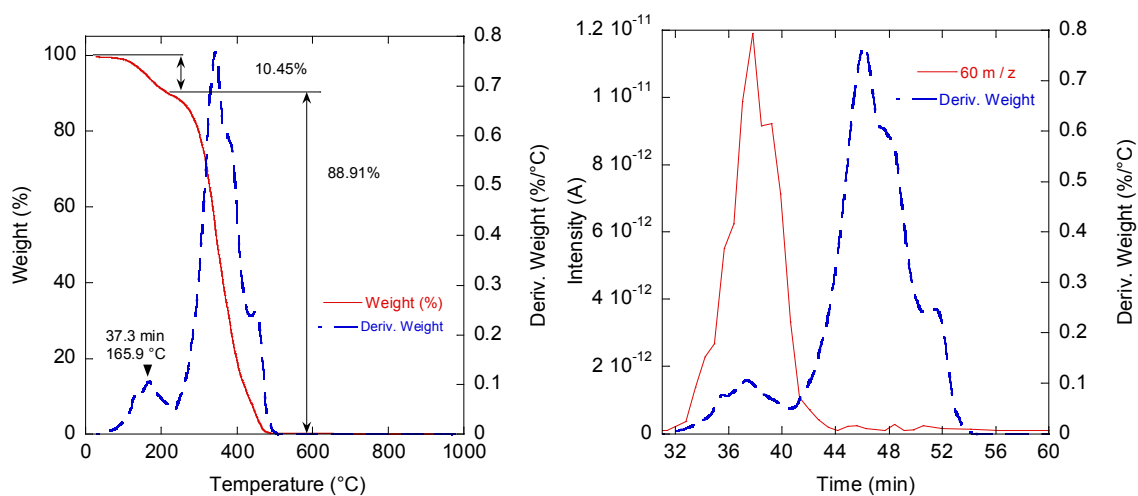 100
80
60
40
20
0
Weight (%)
0 200 400 600 800 1000
Temperature (°C)
0.8
0.7
0.6
0.5
0.4
0.3
0.2
0.1
0
Deriv. Weight (%/°C)
10.45%
88.91%
Weight (%)
Deriv. Weight
37.3 min
165.9 °C
1.2 10-11
1 10-11
8 10-12
6 10-12
4 10-12
2 10-12
0 10 0
Intensity (A)
32 36 40 44 48 52 56 60
Time (min)
0.8
0.7
0.6
0.5
0.4
0.3
0.2
0.1
0
Deriv. Weight (%/°C)
60 m / z
Deriv. Weight